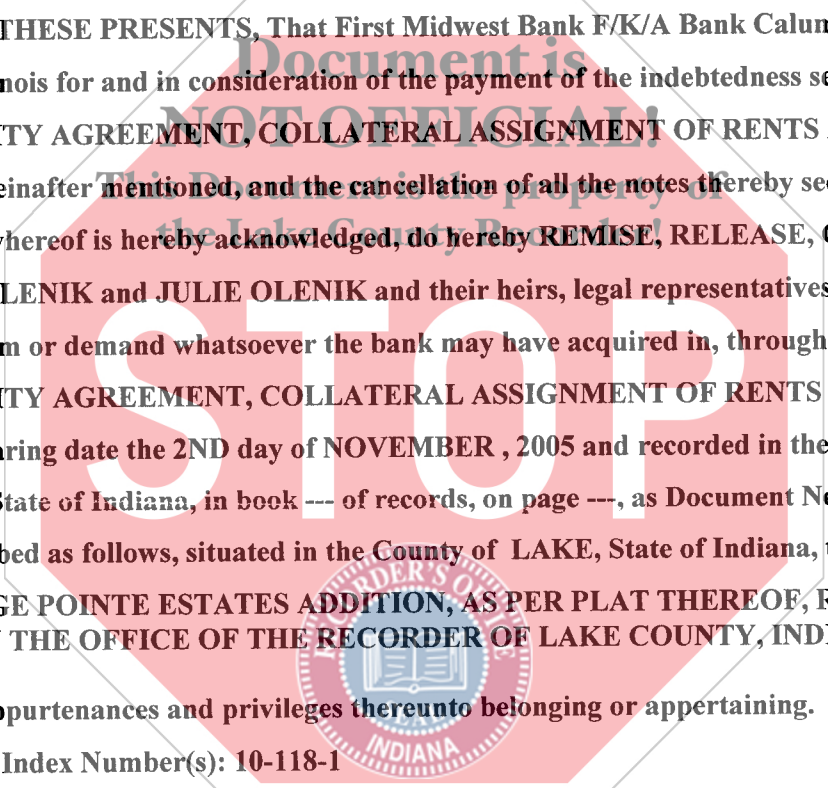 THESE PRESENTS, That First Midwest Bank F/K/A Bank Calum
Document is
nois for and in consideration of the payment of the indebtedness se
NOT OFFICIAL!
ITY AGREEMENT, COLLATERAL ASSIGNMENT OF RENTS
einafter mentioned, and the cancellation of all the notes thereby sec
This Document is the property of
the Lake County Recorder!
whereof is hereby acknowledged, do hereby REMISE, RELEASE, C
LENIK and JULIE OLENIK and their heirs, legal representatives
STOP
m or demand whatsoever the bank may have acquired in, through
ITY AGREEMENT, COLLATERAL ASSIGNMENT OF RENTS
aring date the 2ND day of NOVEMBER , 2005 and recorded in the
State of Indiana, in book --- of records, on page ---, as Document No
bed as follows, situated in the County of LAKE, State of Indiana, t
GE POINTE ESTATES ADDITION, AS PER PLAT THEREOF, R
THE OFFICE OF THE RECORDER OF LAKE COUNTY, INDI
RECORDER'S OFFICE
SEAL
INDIANA
ppurtenances and privileges thereunto belonging or appertaining.
Index Number(s): 10-118-1